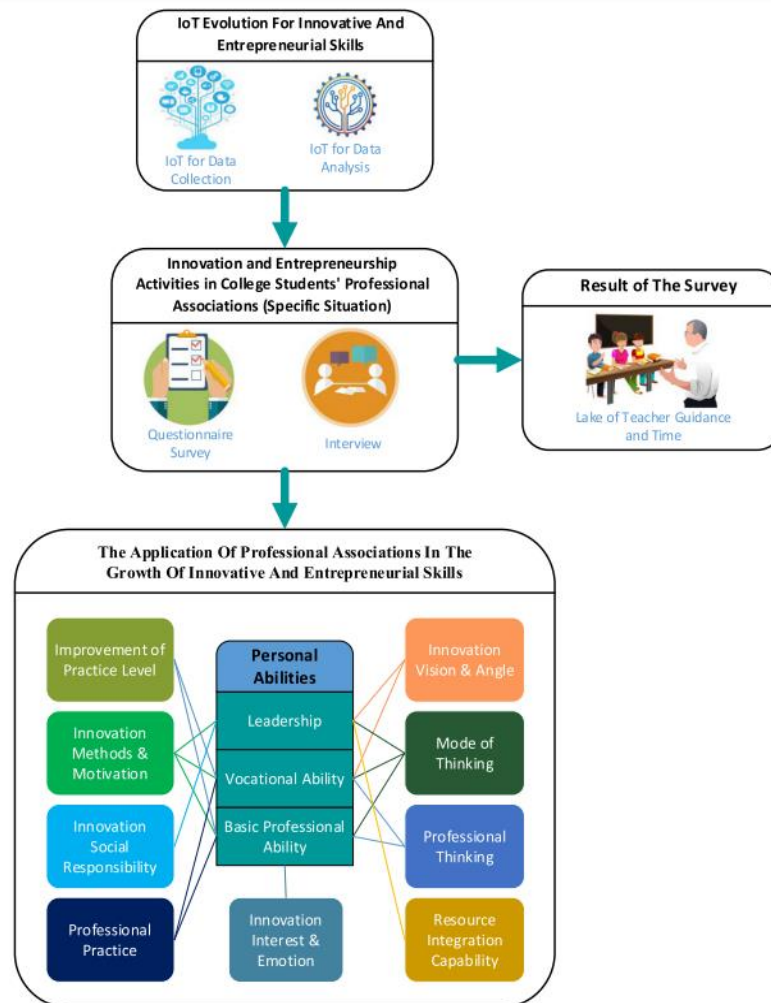 IoT Evolution For Innovative And
Entrepreneurial Skills
IoT for Data
Collection
IoT for Data
Analysis
Innovation and Entrepreneurship
Activities in College Students' Professional
Associations (Specific Situation)
Questionnaire
Survey
Interview
Result of The Survey
Lake of Teacher Guidance
and Time
The Application Of Professional Associations In The
Growth Of Innovative And Entrepreneurial Skills
Improvement of
Practice Level
Innovation
Methods &
Motivation
Innovation
Social
Responsibility
Professional
Practice
Personal
Abilities
Leadership
Vocational Ability
Basic Professional
Ability
Innovation
Interest &
Emotion
Innovation
Vision & Angle
Mode of
Thinking
Professional
Thinking
Resource
Integration
Capability